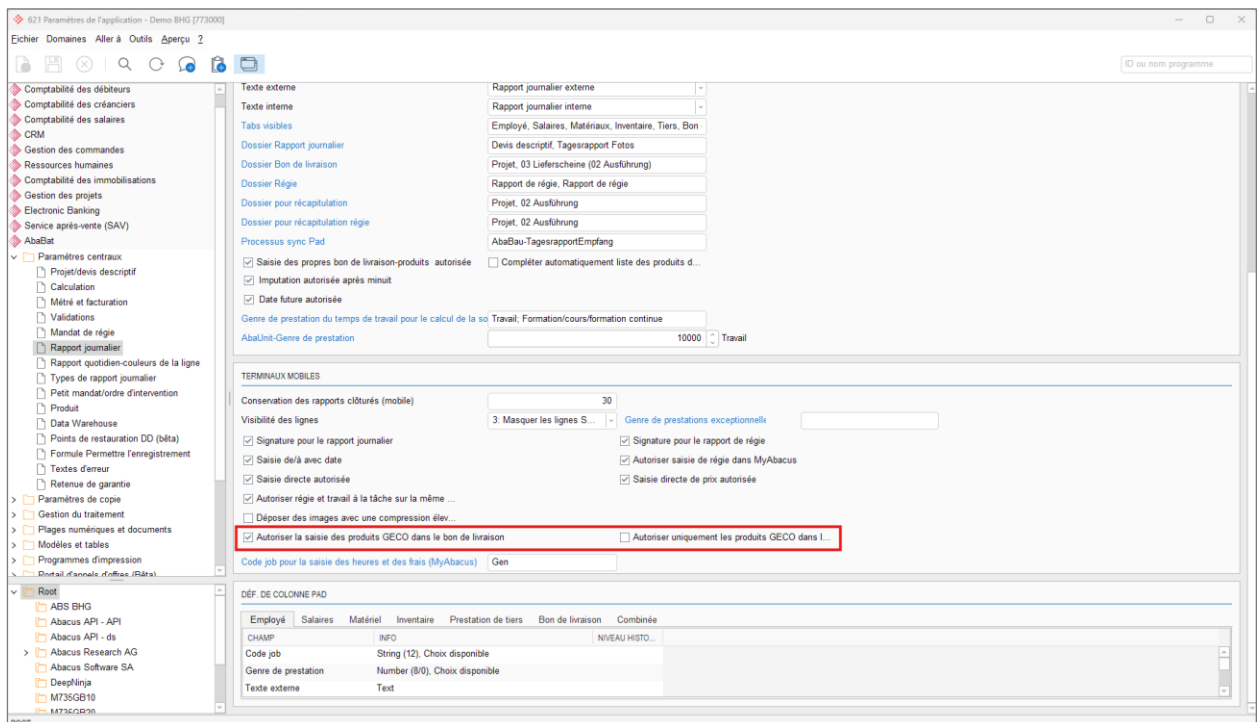 621 Paramètres de l'application - Demo BHG [773000]
Fichier Domaines Aller à Outils Aperçu ?
ID ou nom programme
Comptabilité des débiteurs
Comptabilité des créanciers
Comptabilité des salaires
CRM
Gestion des commandes
Ressources humaines
Comptabilité des immobilisations
Gestion des projets
Electronic Banking
Service après-vente (SAV)
AbaBat
Paramètres centraux
Projet/devis descriptif
Calculation
Métré et facturation
Validations
Mandat de régie
Rapport journalier
Rapport quotidien-couleurs de la ligne
Types de rapport journalier
Petit mandat/ordre d'intervention
Produit
Data Warehouse
Points de restauration DD (bêta)
Formule Permettre l'enregistrement
Textes d'erreur
Retenue de garantie
Paramètres de copie
Gestion du traitement
Plages numériques et documents
Modèles et tables
Programmes d'impression
Portail d'appels d'offres (Bêta)
Root
ABS BHG
Abacus API - API
Abacus API - ds
Abacus Research AG
Abacus Software SA
DeepNinja
M735GB10
M735GB20
ROOT
Texte externe Rapport journalier externe
Texte interne Rapport journalier interne
Tabs visibles Employé, Salaires, Matériaux, Inventaire, Tiers, Bon
Dossier Rapport journalier Devis descriptif, Tagesrapport Fotos
Dossier Bon de livraison Projet, 03 Lieferscheine (02 Ausführung)
Dossier Régie Rapport de régie, Rapport de régie
Dossier pour récapitulation Projet, 02 Ausführung
Dossier pour récapitulation régie Projet, 02 Ausführung
Processus sync Pad AbaBau-TagesrapportEmpfang
Saisie des propres bon de livraison-produits autorisée Compléter automatiquement liste des produits d...
Imputation autorisée après minuit
Date future autorisée
Genre de prestation du temps de travail pour le calcul de la so Travail; Formation/cours/formation continue
AbaUnit-Genre de prestation 10000 Travail
TERMINAUX MOBILES
Conservation des rapports clôturés (mobile) 30
Visibilité des lignes 3: Masquer les lignes S... Genre de prestations exceptionnelle
Signature pour le rapport journalier Signature pour le rapport de régie
Saisie de/à avec date Autoriser saisie de régie dans MyAbacus
Saisie directe autorisée Saisie directe de prix autorisée
Autoriser régie et travail à la tâche sur la même ...
Déposer des images avec une compression élev...
Autoriser la saisie des produits GECO dans le bon de livraison Autoriser uniquement les produits GECO dans l...
Code job pour la saisie des heures et des frais (MyAbacus) Gen
DÉF. DE COLONNE PAD
Employé Salaires Matériel Inventaire Prestation de tiers Bon de livraison Combinée
CHAMP INFO NIVEAU HISTO...
Code job String (12), Choix disponible
Genre de prestation Number (8/0), Choix disponible
Texte externe Text